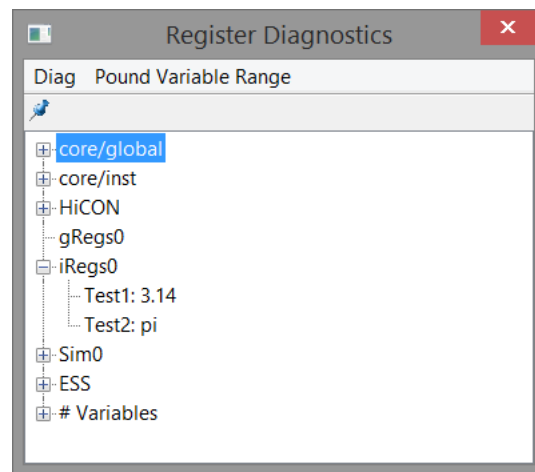 Register Diagnostics
Diag Pound Variable Range
core/global
core/inst
HiCON
gRegs0
iRegs0
Test1: 3.14
Test2: pi
Sim0
ESS
# Variables